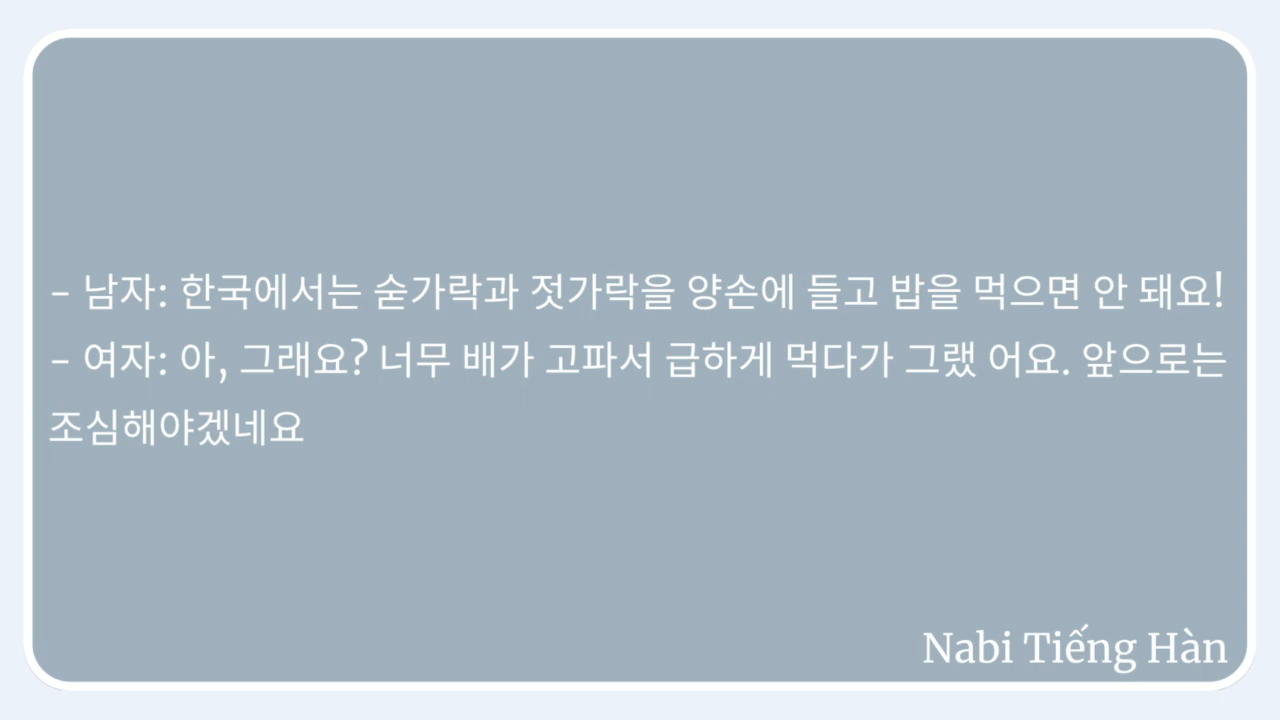 - 남자: 한국에서는 숟가락과 젓가락을 양손에 들고 밥을 먹으면 안 돼요!
- 여자: 아, 그래요? 너무 배가 고파서 급하게 먹다가 그랬 어요. 앞으로는
조심해야겠네요
Nabi Tiếng Hàn